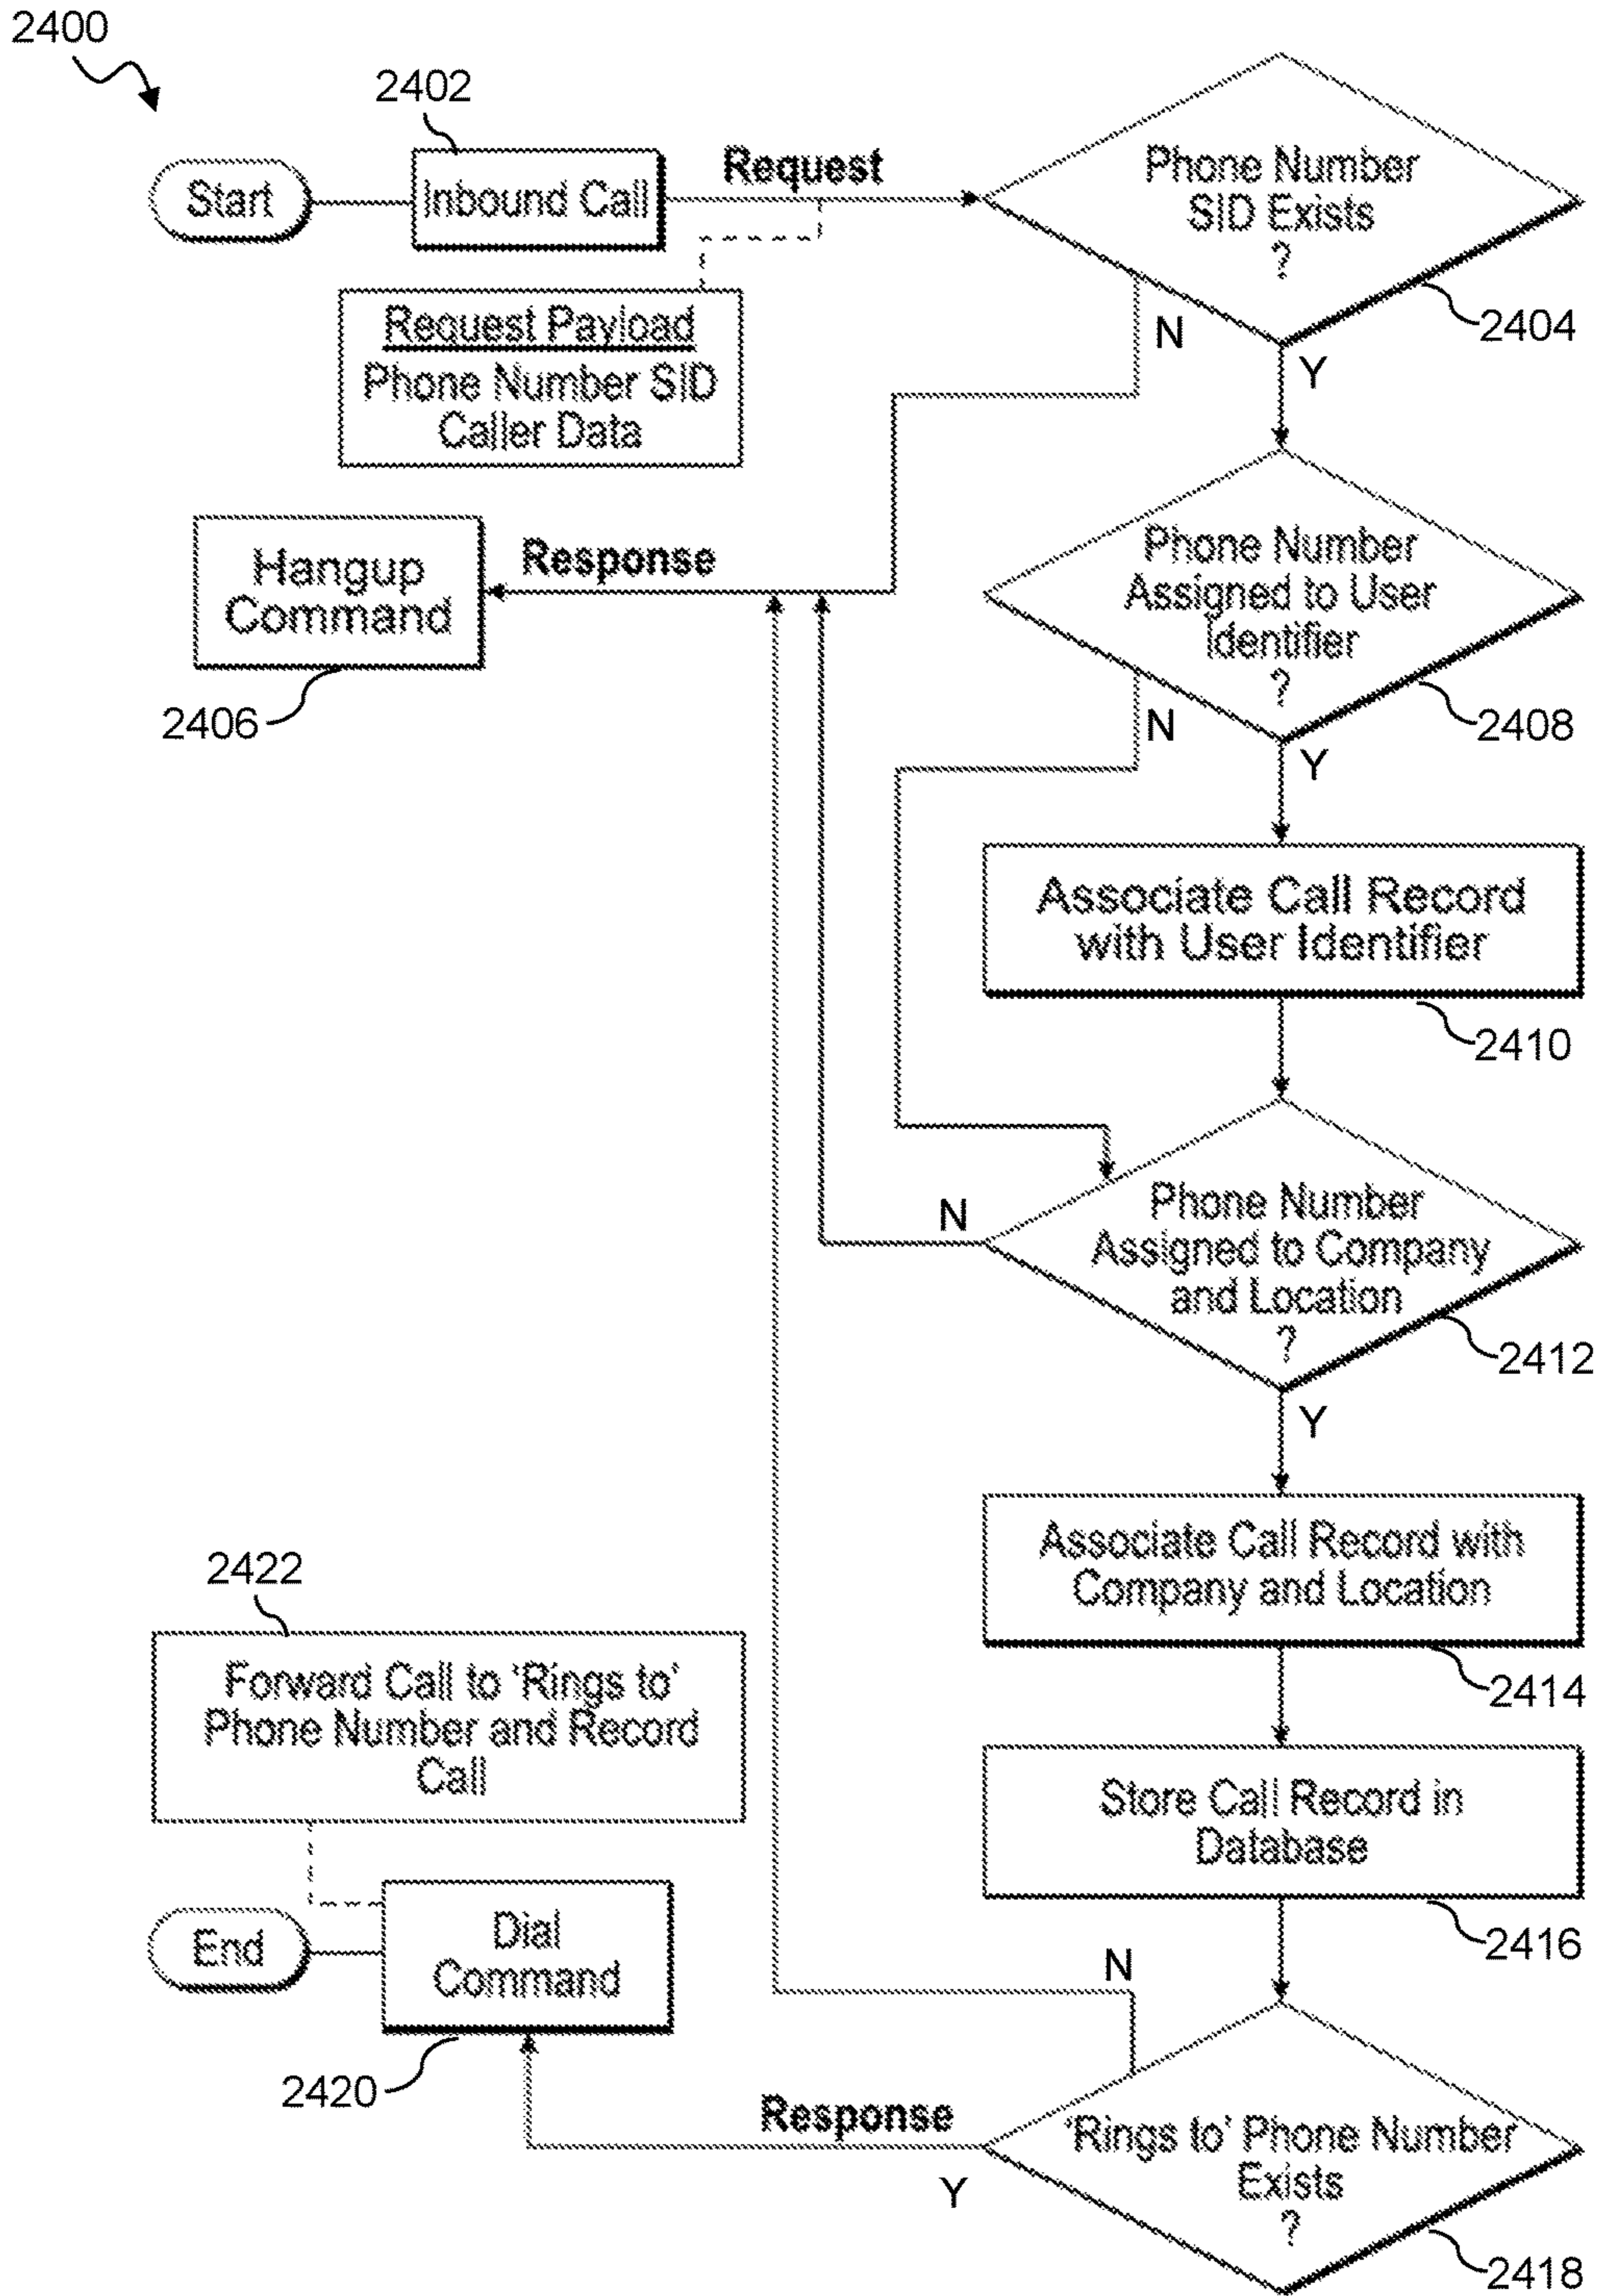 2400
2402
Start
Inbound Call
Request
Phone Number
SID Exists
?
2404
N
Y
Request Payload
Phone Number SID
Caller Data
Hangup
Command
Response
2406
Phone Number
Assigned to User
Identifier
?
2408
N
Y
Associate Call Record
with User Identifier
2410
Phone Number
Assigned to Company
and Location
?
2412
N
Y
Associate Call Record with
Company and Location
2414
Store Call Record in
Database
2416
2422
Forward Call to ‘Rings to’
Phone Number and Record
Call
End
Dial
Command
2420
N
Response
Y
‘Rings to’ Phone Number
Exists
?
2418